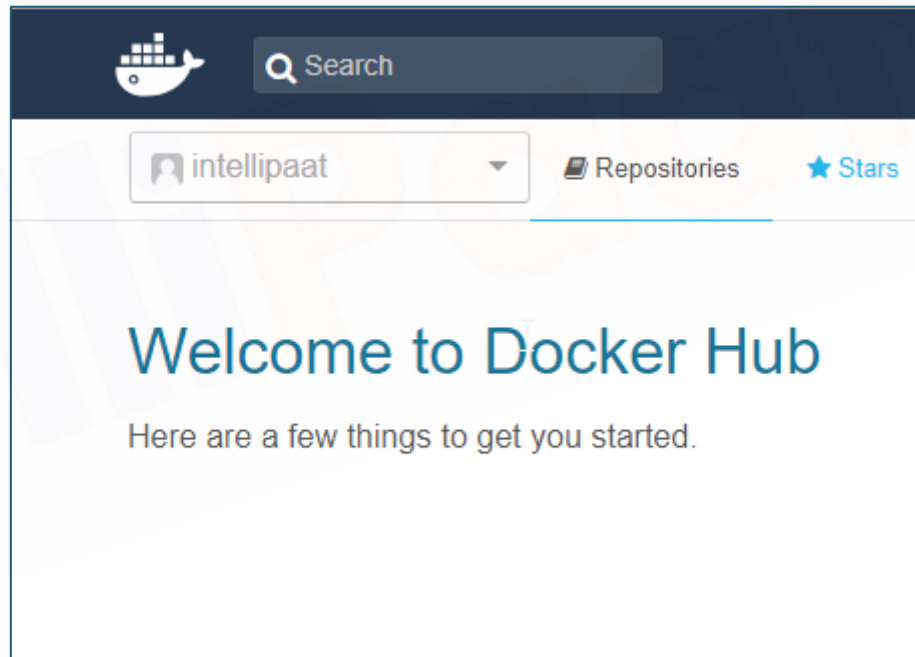 Search
intellipaat Repositories Stars
Welcome to Docker Hub
Here are a few things to get you started.